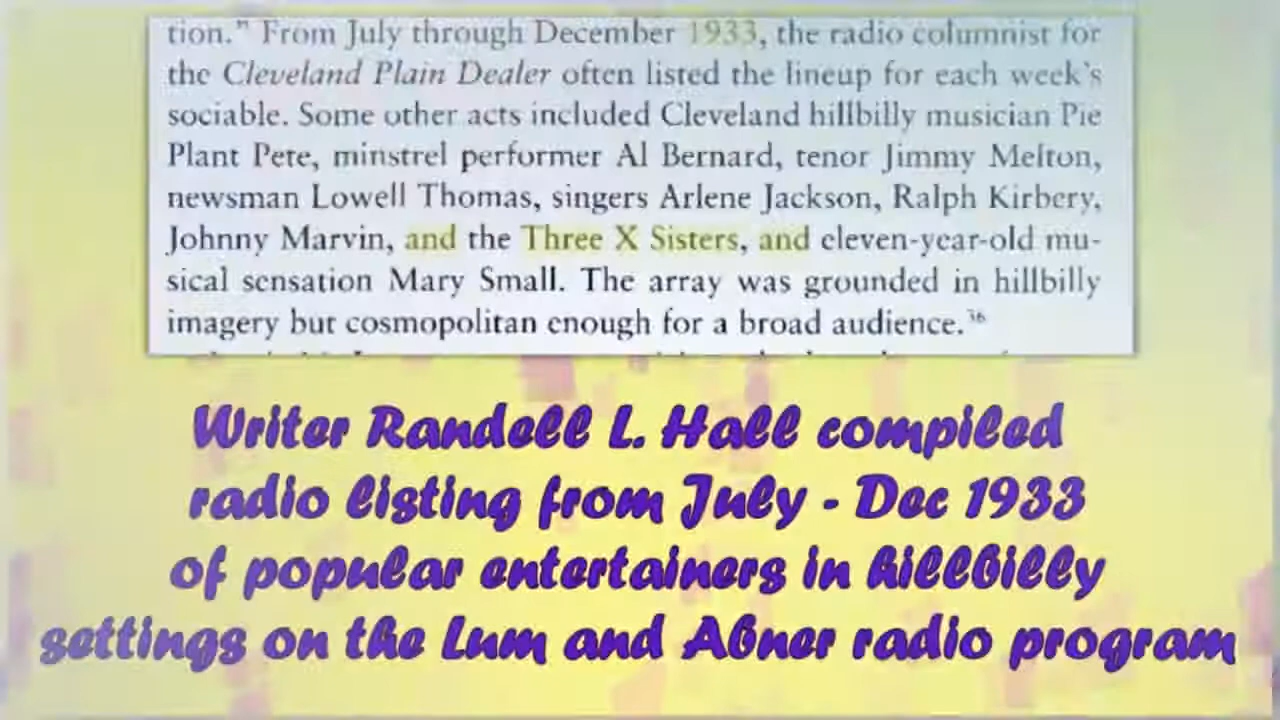 tion." From July through December 1933, the radio columnist for
the Cleveland Plain Dealer often listed the lineup for each week's
sociable. Some other acts included Cleveland hillbilly musician Pie
Plant Pete, minstrel performer Al Bernard, tenor Jimmy Melton,
newsman Lowell Thomas, singers Arlene Jackson, Ralph Kirbery,
Johnny Marvin, and the Three X Sisters, and eleven-year-old mu-
sical sensation Mary Small. The array was grounded in hillbilly
imagery but cosmopolitan enough for a broad audience.36
Writer Randell L. Hall compiled
radio listing from July - Dec 1933
of popular entertainers in hillbilly
settings on the Lum and Abner radio program